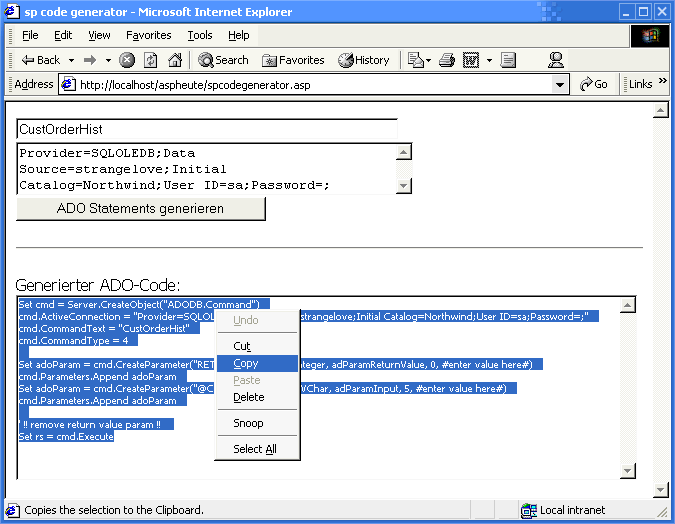 sp code generator - Microsoft Internet Explorer
File Edit View Favorites Tools Help
Back Search Favorites History
Address http://localhost/aspheute/spcodegenerator.asp Go Links »
CustOrderHist
Provider=SQLOLEDB;Data
Source=strangelove;Initial
Catalog=Northwind;User ID=sa;Password=;
ADO Statements generieren
Generierter ADO-Code:
Set cmd = Server.CreateObject("ADODB.Command")
cmd.ActiveConnection = "Provider=SQLOL strangelove;Initial Catalog=Northwind;User ID=sa;Password=;"
cmd.CommandText = "CustOrderHist"
cmd.CommandType = 4
Set adoParam = cmd.CreateParameter("RET nteger, adParamReturnValue, 0, #enter value here#)
cmd.Parameters.Append adoParam
Set adoParam = cmd.CreateParameter("@C WChar, adParamInput, 5, #enter value here#)
cmd.Parameters.Append adoParam
' !! remove return value param !!
Set rs = cmd.Execute
Undo
Cut
Copy
Paste
Delete
Snoop
Select All
Copies the selection to the Clipboard. Local intranet